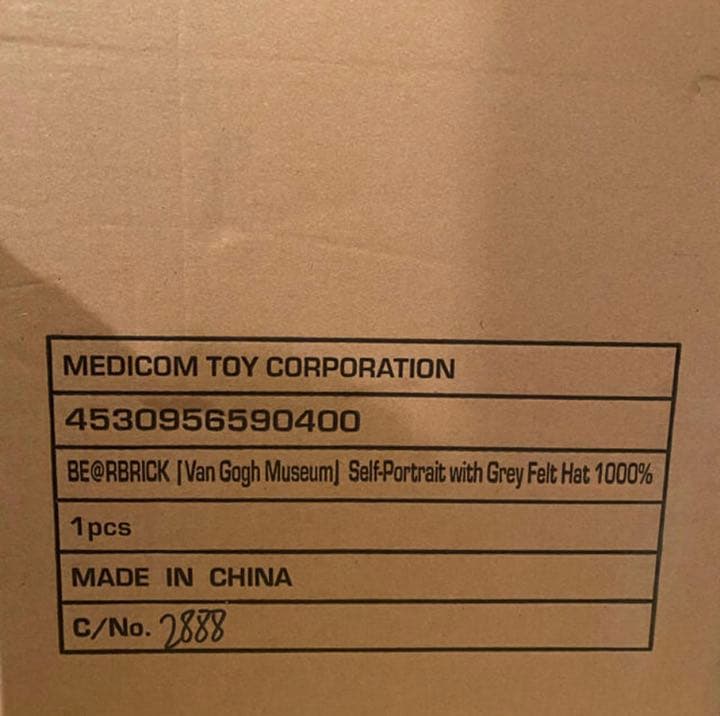 MEDICOM TOY CORPORATION
4530956590400
BE@RBRICK [Van Gogh Museum] Self-Portrait with Grey Felt Hat 1000%
1pcs
MADE IN CHINA
C/No. 2888